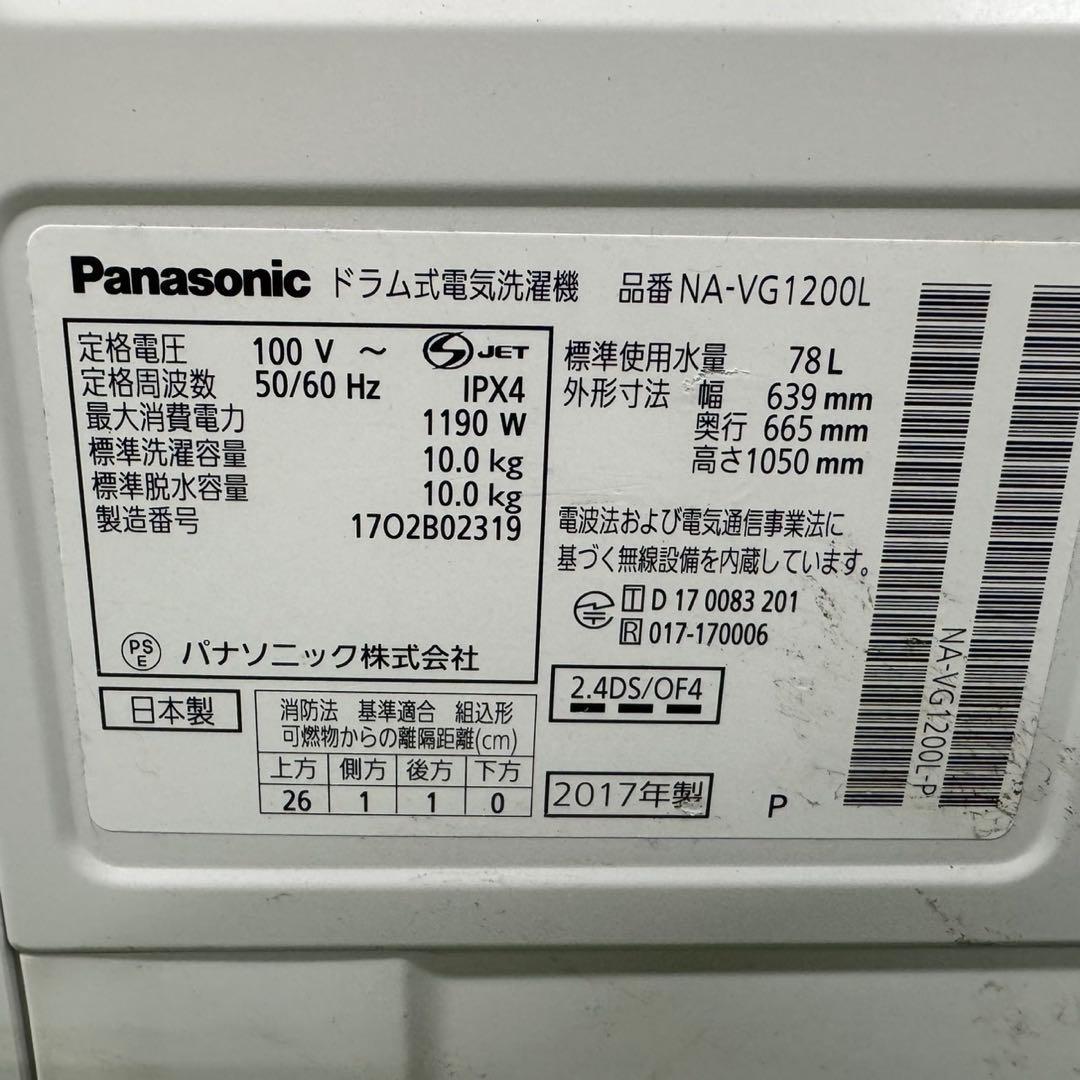 Panasonic ドラム式電気洗濯機 品番 NA-VG1200L
定格電圧 100 V ～ S JET
定格周波数 50/60 Hz IPX4
最大消費電力 1190 W
標準洗濯容量 10.0 kg
標準脱水容量 10.0 kg
製造番号 17O2B02319
PS E パナソニック株式会社
標準使用水量 78 L
外形寸法 幅 639 mm
奥行 665 mm
高さ 1050 mm
電波法および電気通信事業法に
基づく無線設備を内蔵しています。
T D 17 0083 201
R 017-170006
日本製
消防法 基準適合 組込形
可燃物からの離隔距離(cm)
上方 側方 後方 下方
26 1 1 0
2.4DS/OF4
2017年製
P
NA-VG1200L-P